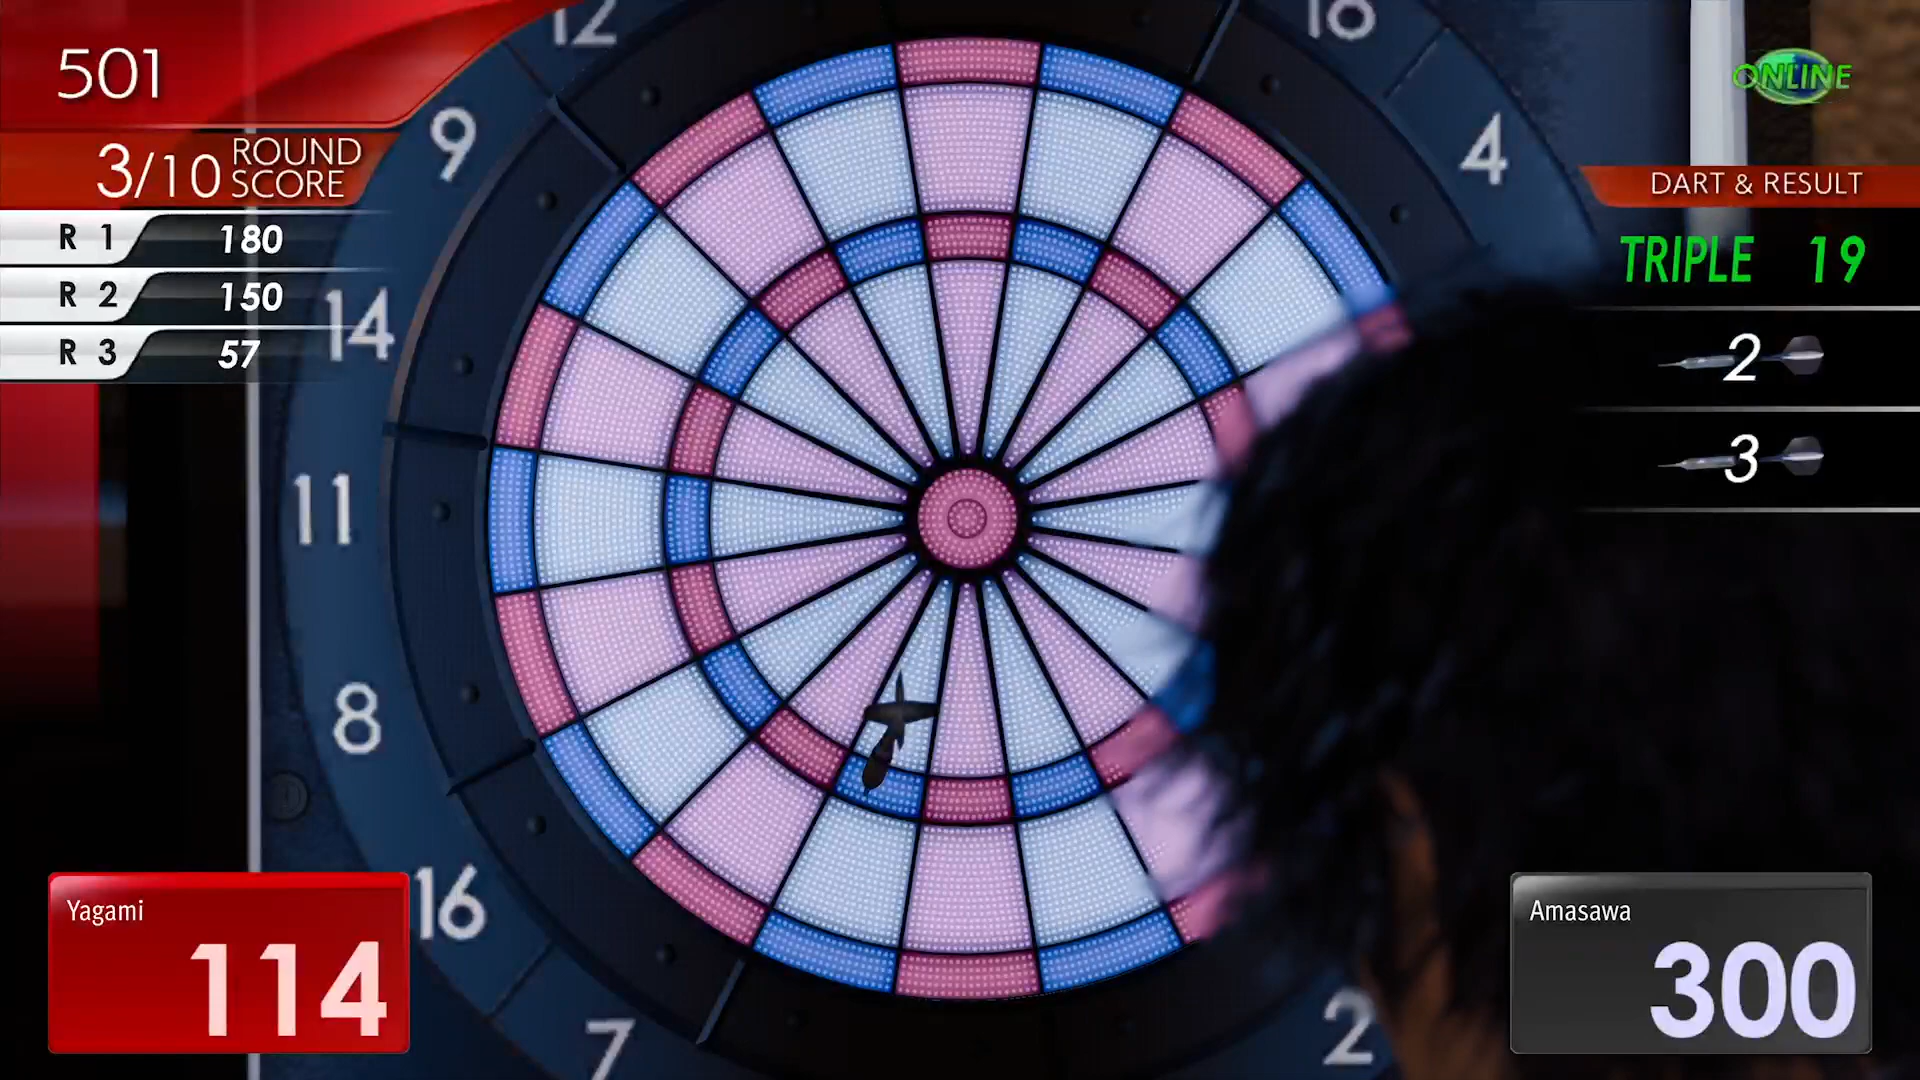 501
3/10 ROUND SCORE
R 1 180
R 2 150
R 3 57
12
18
9
4
14
11
8
16
7
2
ONLINE
DART & RESULT
TRIPLE 19
2
3
Yagami
114
Amasawa
300